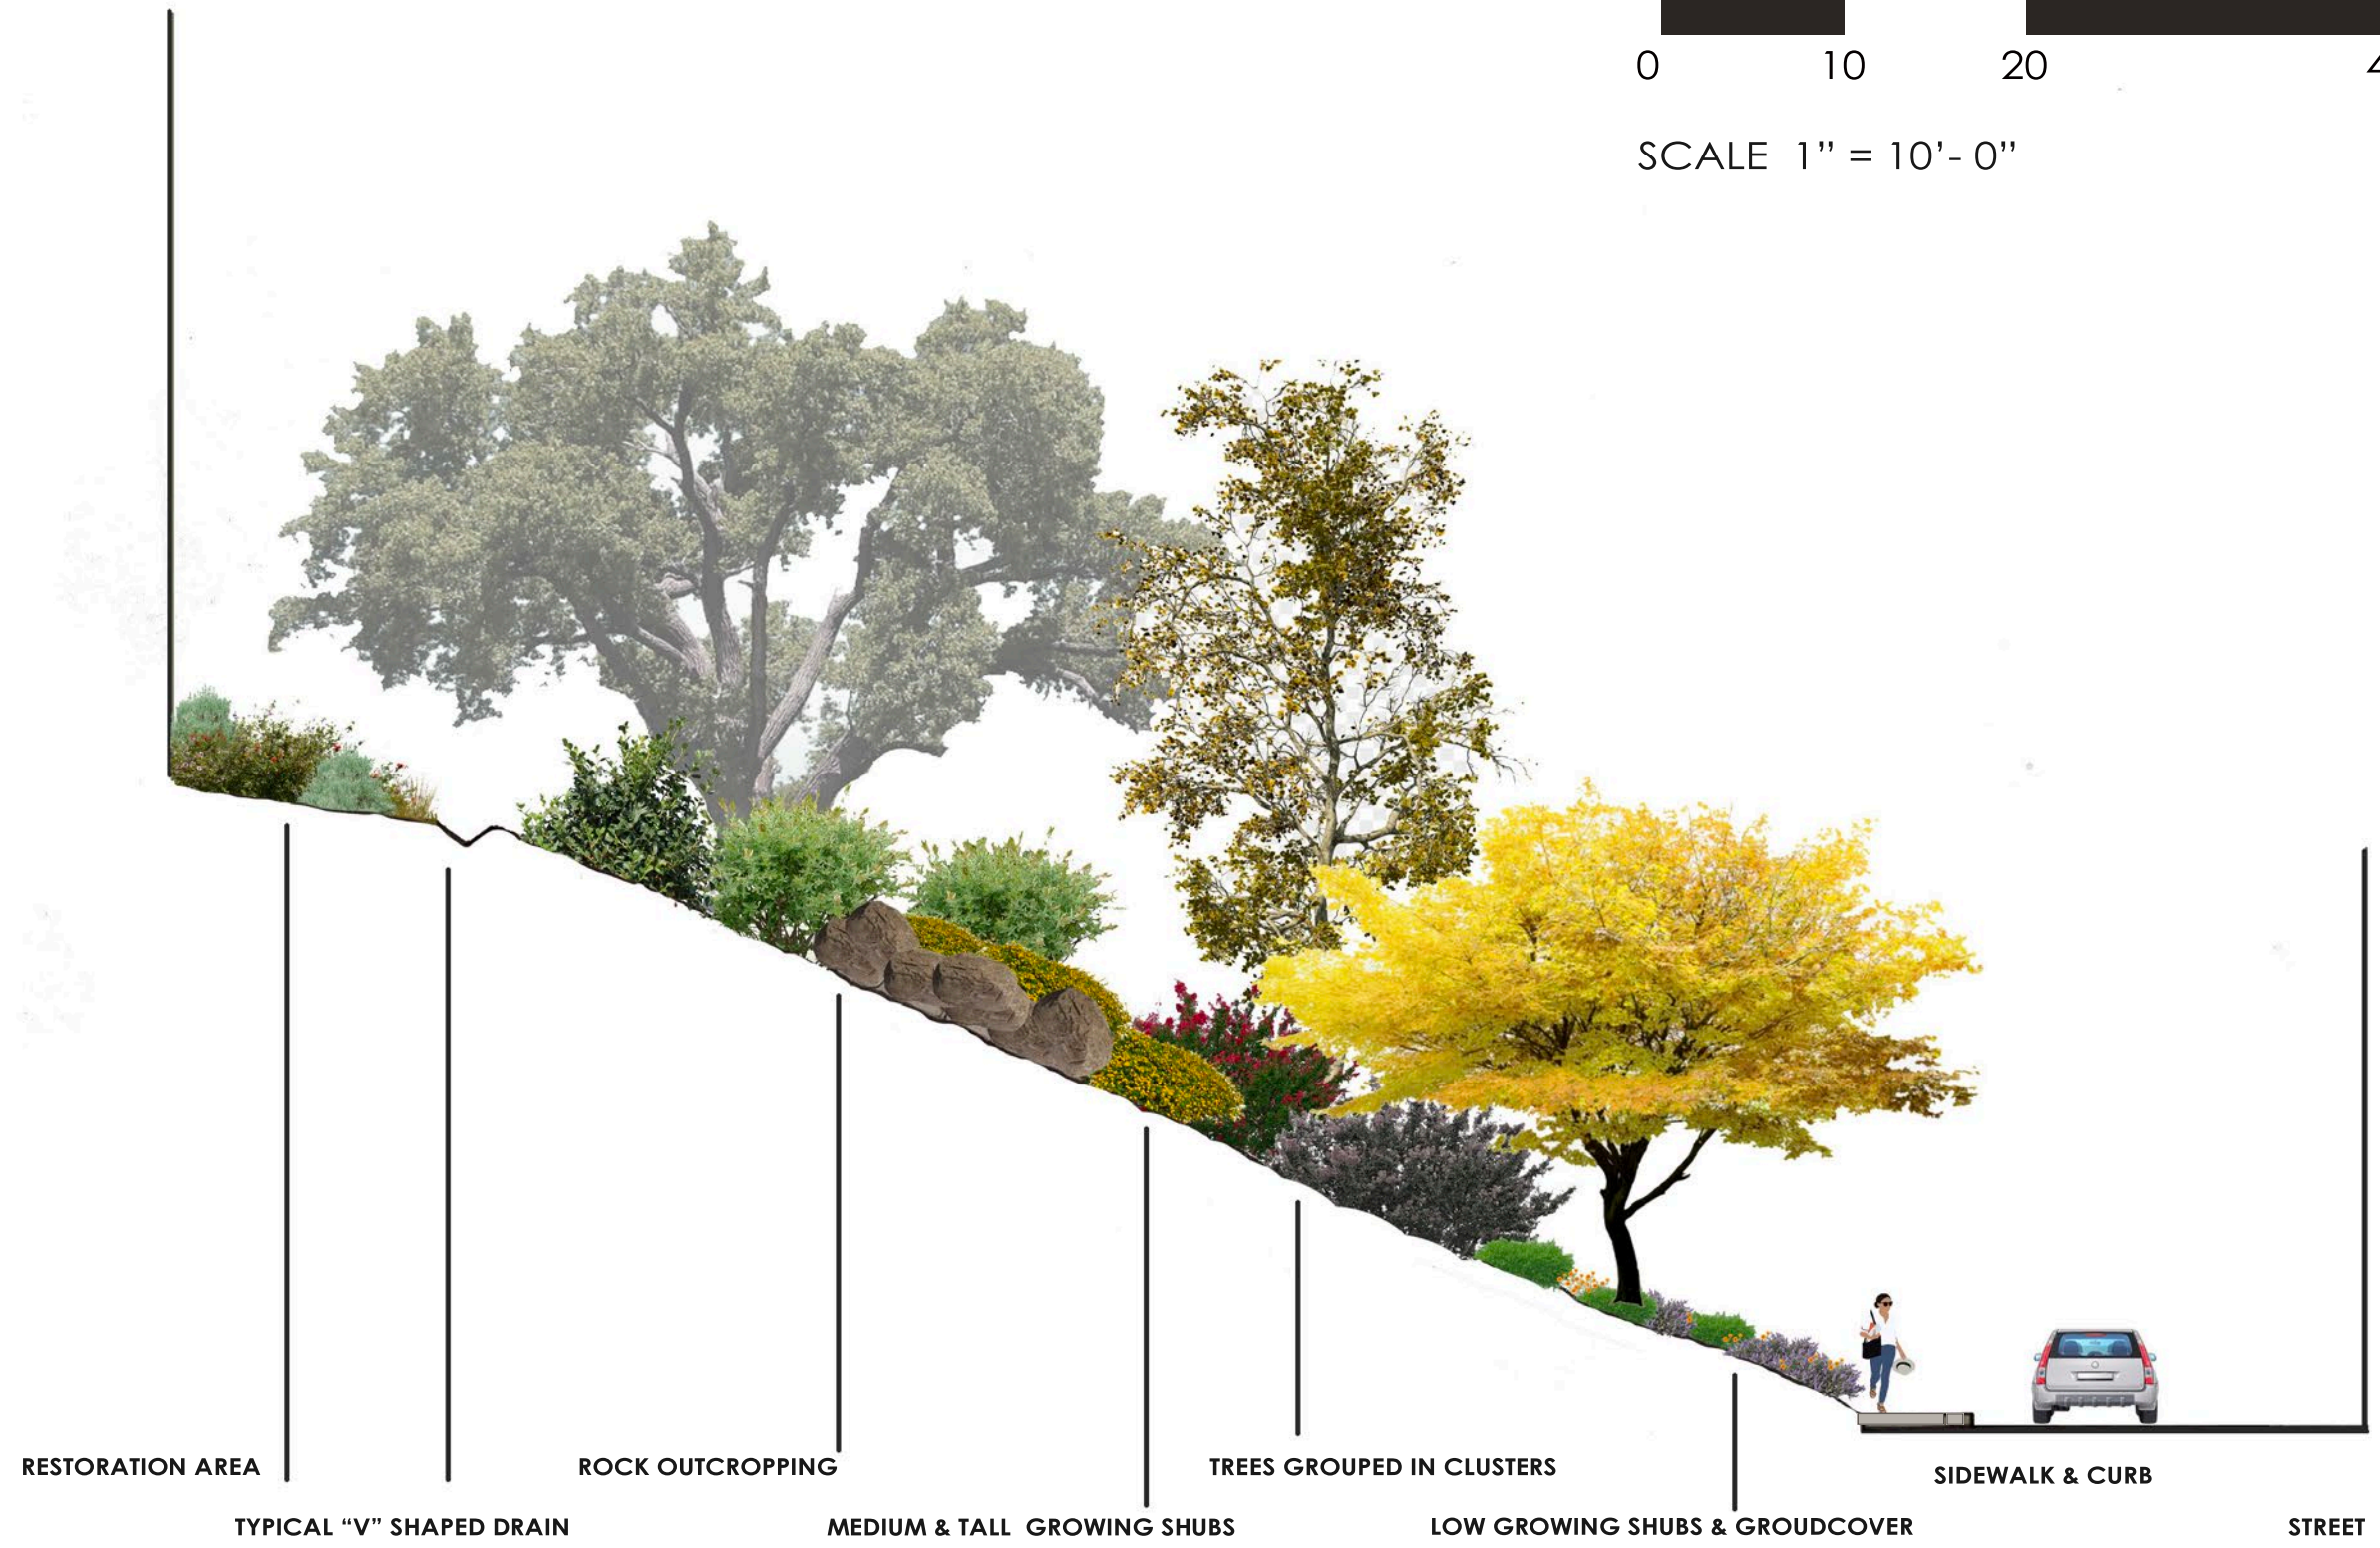 0 10 20
SCALE 1” = 10’- 0”
RESTORATION AREA
ROCK OUTCROPPING
TREES GROUPED IN CLUSTERS
SIDEWALK & CURB
TYPICAL “V” SHAPED DRAIN
MEDIUM & TALL GROWING SHUBS
LOW GROWING SHUBS & GROUDCOVER
STREET